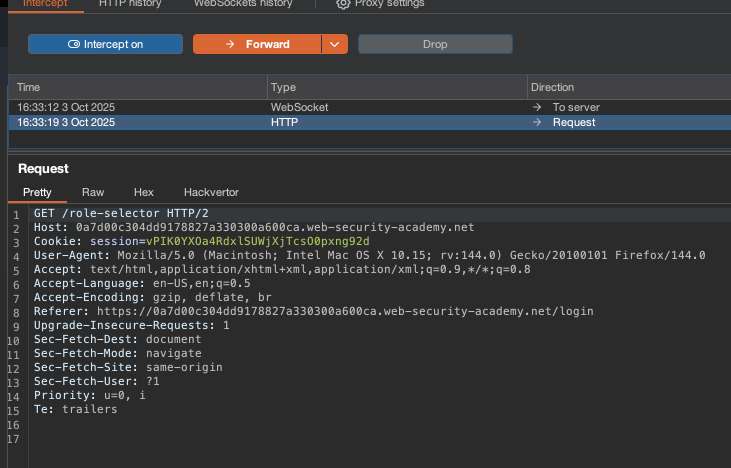 Intercept HTTP history WebSockets history Proxy settings
Intercept on Forward Drop
Time Type Direction
16:33:12 3 Oct 2025 WebSocket → To server
16:33:19 3 Oct 2025 HTTP → Request
Request
Pretty Raw Hex Hackvertor
1 GET /role-selector HTTP/2
2 Host: 0a7d00c304dd9178827a330300a600ca.web-security-academy.net
3 Cookie: session=vPIK0YXOa4RdxlSUWjXjTcsO0pxng92d
4 User-Agent: Mozilla/5.0 (Macintosh; Intel Mac OS X 10.15; rv:144.0) Gecko/20100101 Firefox/144.0
5 Accept: text/html,application/xhtml+xml,application/xml;q=0.9,*/*;q=0.8
6 Accept-Language: en-US,en;q=0.5
7 Accept-Encoding: gzip, deflate, br
8 Referer: https://0a7d00c304dd9178827a330300a600ca.web-security-academy.net/login
9 Upgrade-Insecure-Requests: 1
10 Sec-Fetch-Dest: document
11 Sec-Fetch-Mode: navigate
12 Sec-Fetch-Site: same-origin
13 Sec-Fetch-User: ?1
14 Priority: u=0, i
15 Te: trailers
16
17